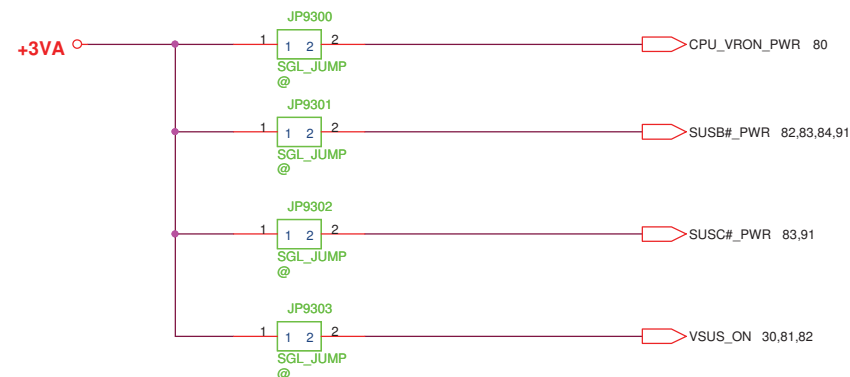 JP9300
+3VA 1 1 2 2 CPU_VRON_PWR 80
SGL_JUMP
@
JP9301
1 1 2 2 SUSB#_PWR 82,83,84,91
SGL_JUMP
@
JP9302
1 1 2 2 SUSC#_PWR 83,91
SGL_JUMP
@
JP9303
1 1 2 2 VSUS_ON 30,81,82
SGL_JUMP
@